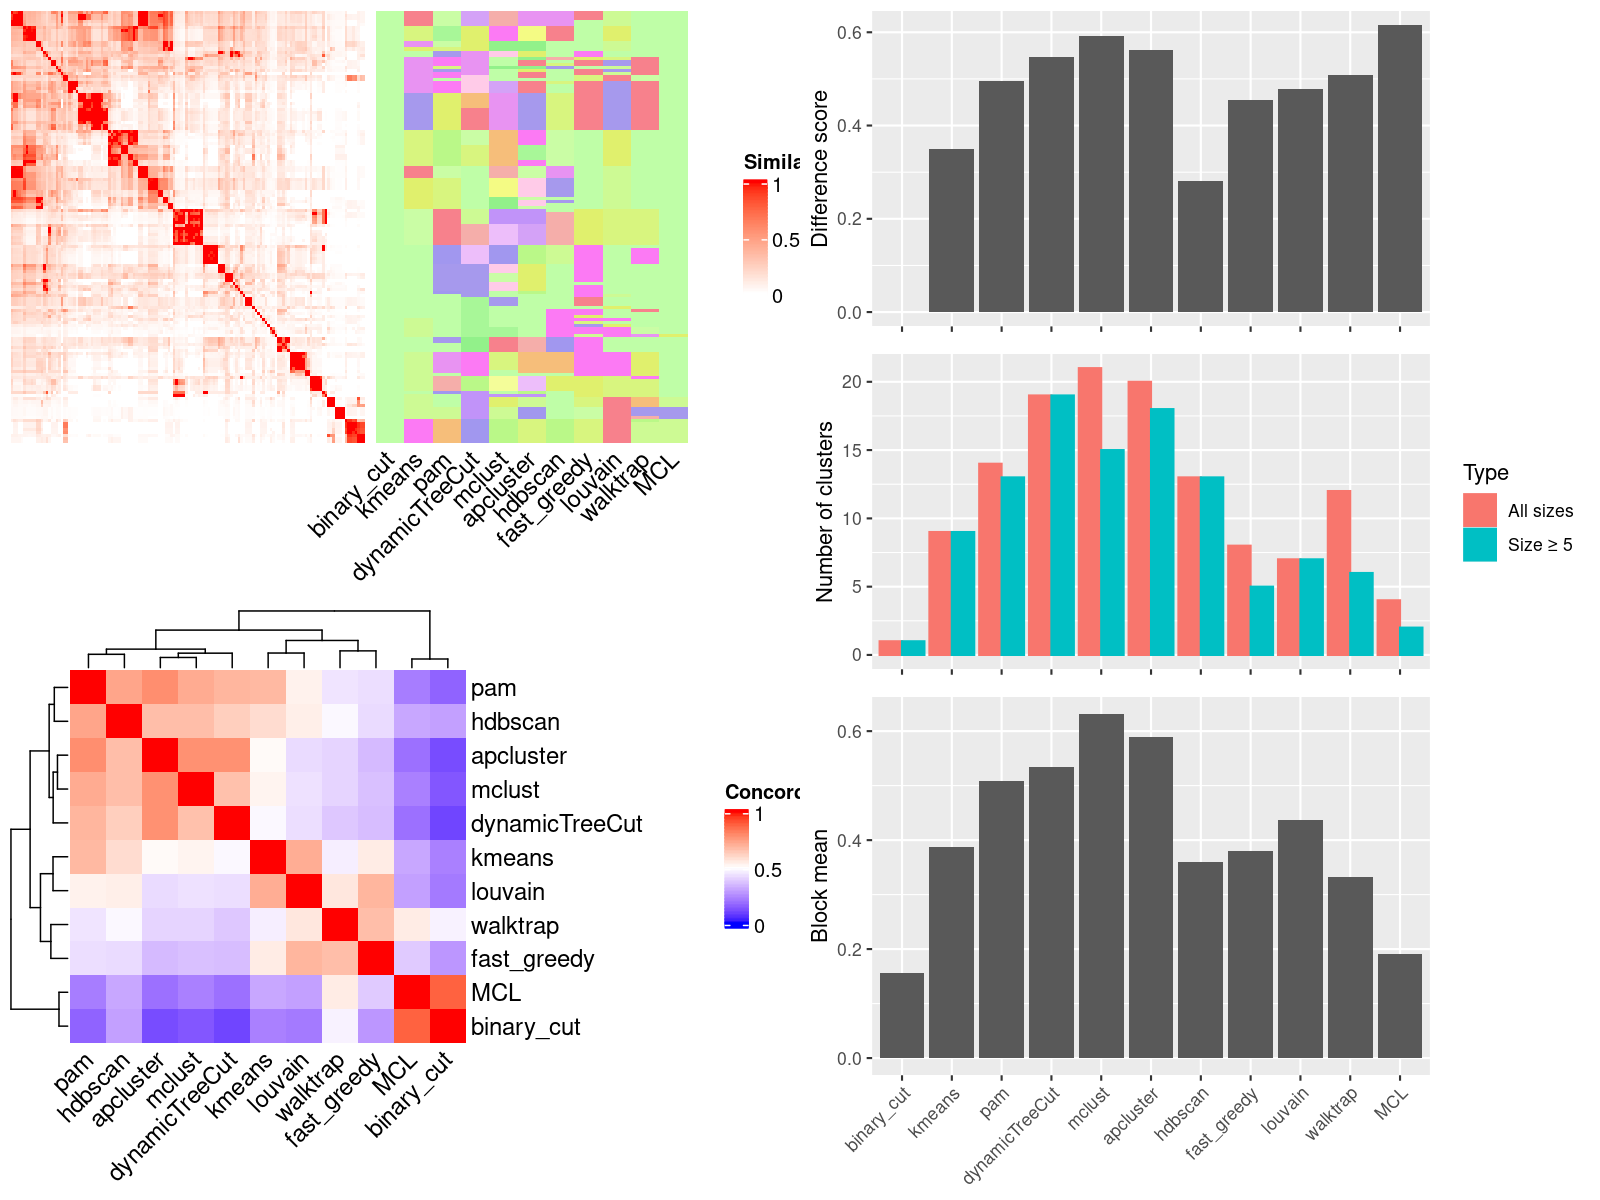 Simila
1
0.5
0
binary_cut
kmeans
pam
dynamicTreeCut
mclust
apcluster
hdbscan
fast_greedy
louvain
walktrap
MCL
pam
hdbscan
apcluster
mclust
dynamicTreeCut
kmeans
louvain
walktrap
fast_greedy
MCL
binary_cut
pam
hdbscan
apcluster
mclust
dynamicTreeCut
kmeans
louvain
walktrap
fast_greedy
MCL
binary_cut
Concord
1
0.5
0
Difference score
0.6
0.4
0.2
0.0
Number of clusters
20
15
10
5
0
Type
All sizes
Size ≥ 5
Block mean
0.6
0.4
0.2
0.0
binary_cut
kmeans
pam
dynamicTreeCut
mclust
apcluster
hdbscan
fast_greedy
louvain
walktrap
MCL